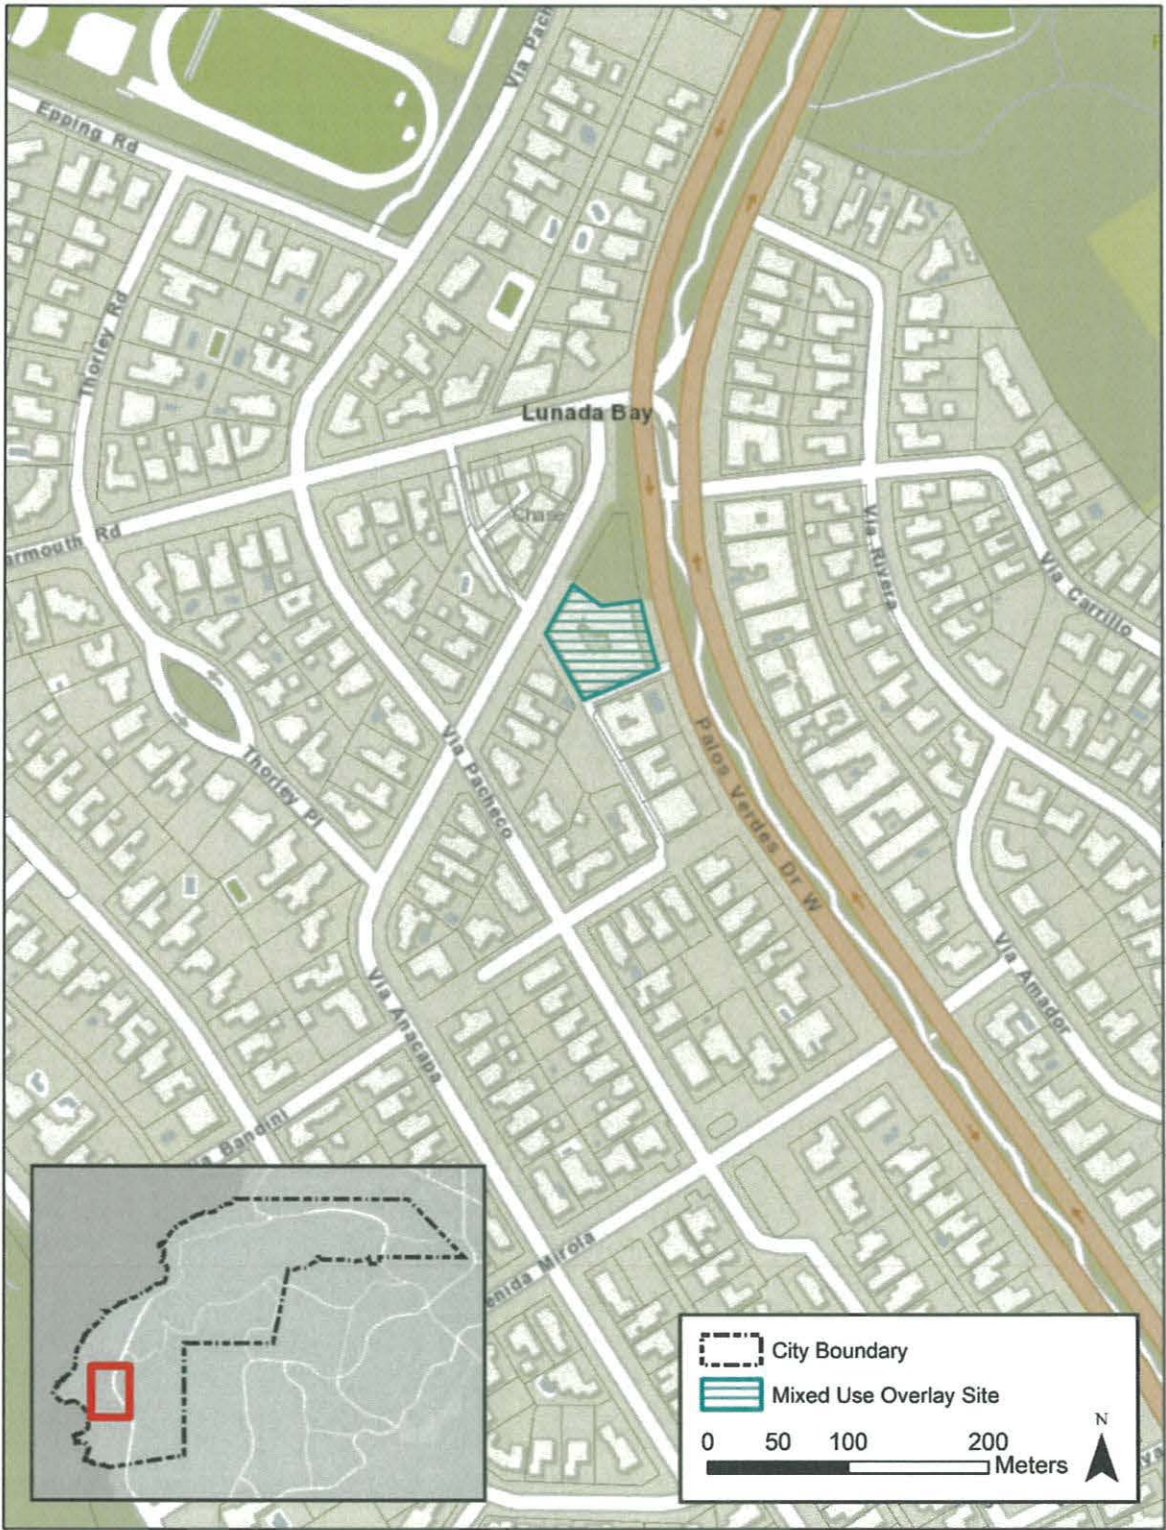 Via Pach
Epping Rd
Thorley Rd
Lunada Bay
Chase
armouth Rd
Via Rivera
Via Carrillo
Via Pacheco
Palos Verdes Dr W
Thorley Pl
Via Anacapa
Via Amador
ia Bandini
enida Mirola
City Boundary
Mixed Use Overlay Site
N
0 50 100 200
Meters